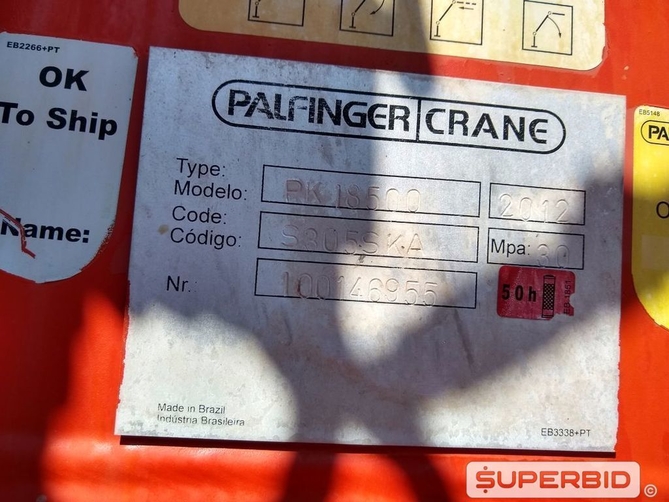 EB2266+PT
OK
To Ship
Name:
PALFINGER CRANE
Type:
Modelo: PK 18500 2012
Code:
Código: S805SKA Mpa: 30
Nr. 100146955
50h
Made in Brazil
Indústria Brasileira
EB3338+PT
EB5148
PA
O
SUPERBID ©